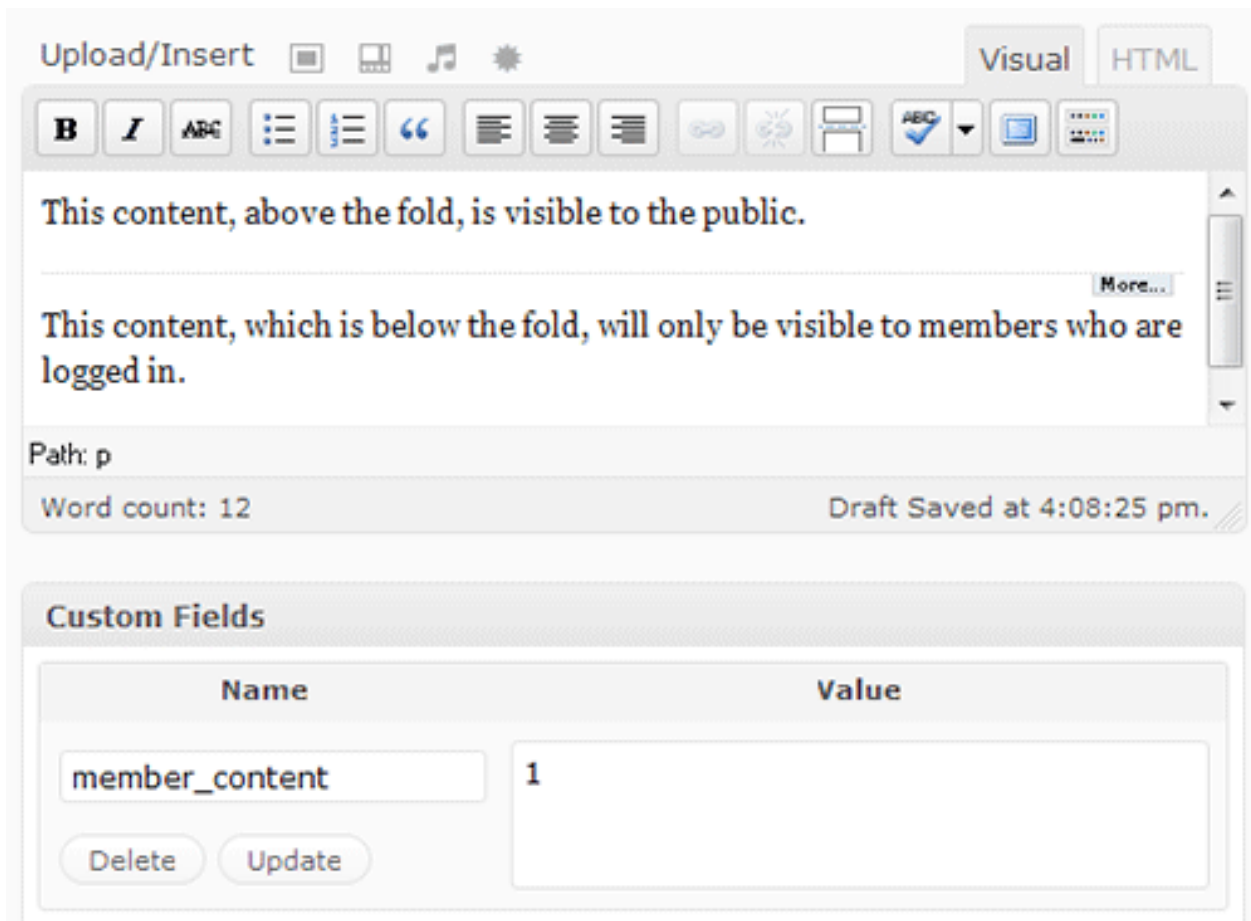 Upload/Insert
Visual
HTML
B I ABC ABC
This content, above the fold, is visible to the public.
More...
This content, which is below the fold, will only be visible to members who are
logged in.
Path: p
Word count: 12
Draft Saved at 4:08:25 pm.
Custom Fields
Name
Value
member_content
1
Delete
Update